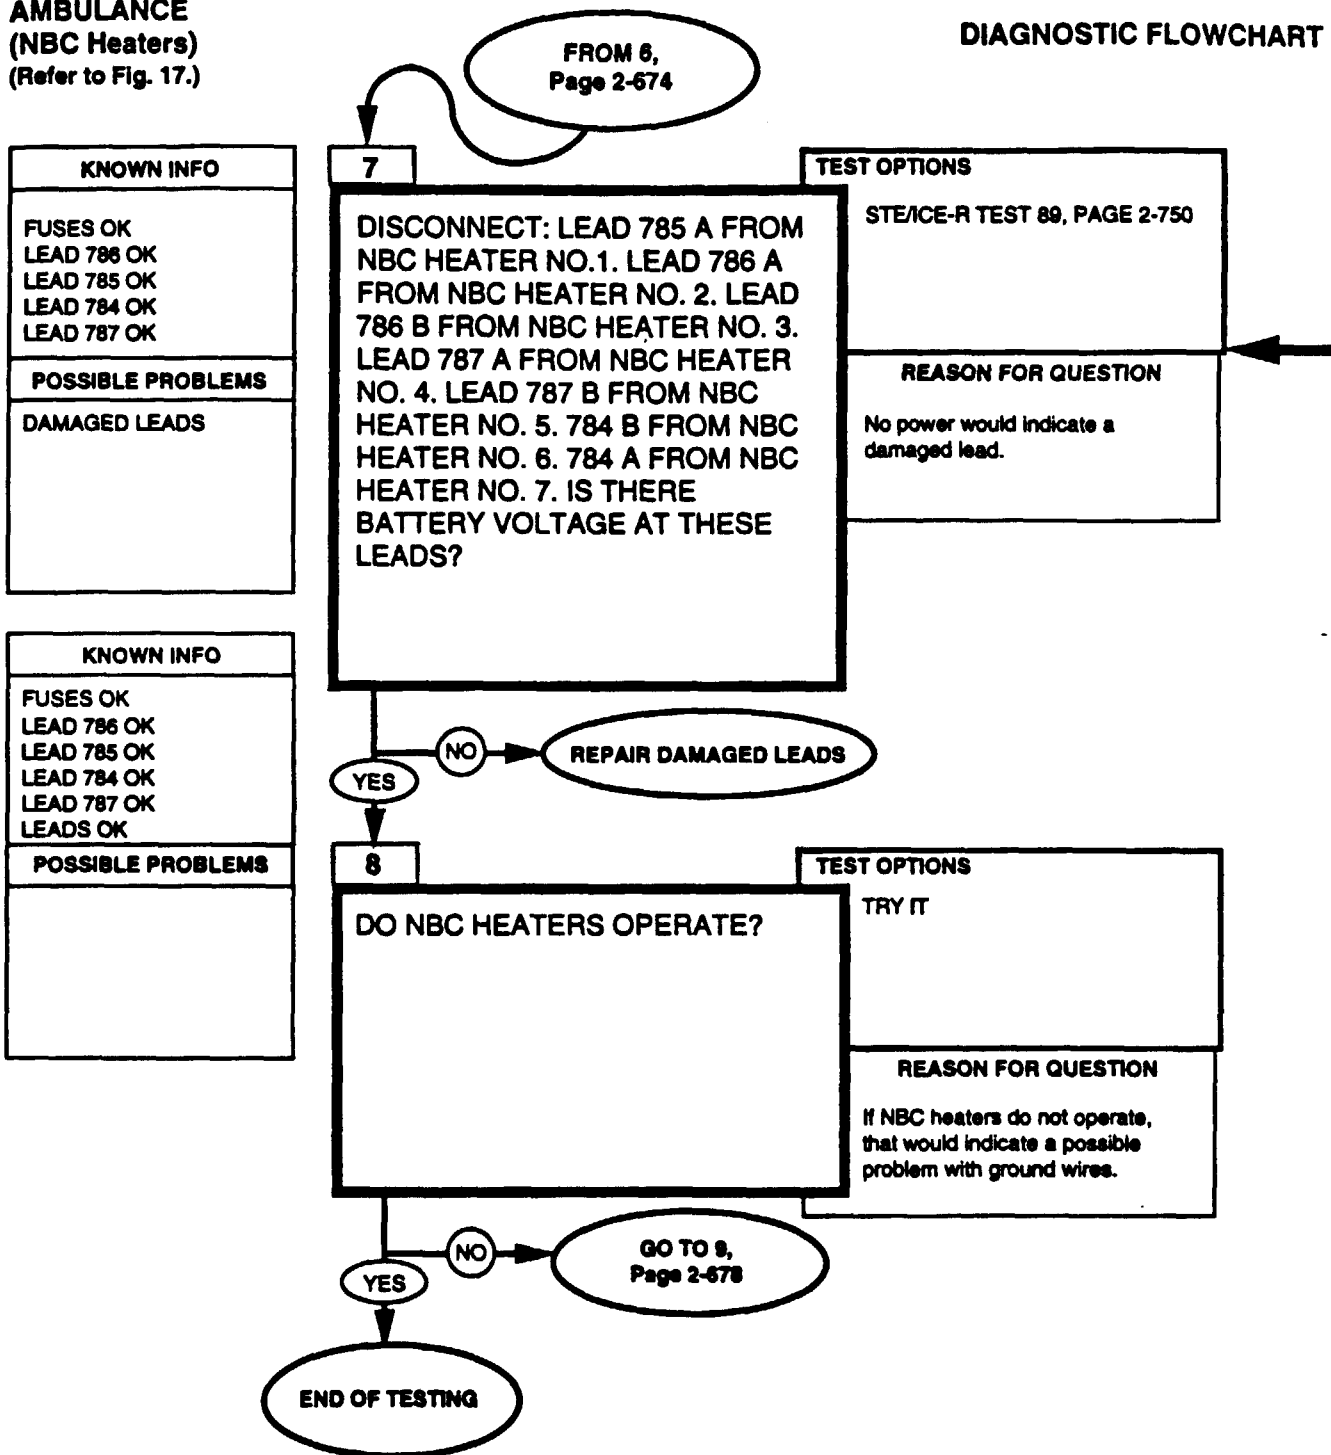 AMBULANCE
(NBC Heaters)
(Refer to Fig. 17.)
DIAGNOSTIC FLOWCHART
FROM 6,
Page 2-674
KNOWN INFO
FUSES OK
LEAD 786 OK
LEAD 785 OK
LEAD 784 OK
LEAD 787 OK
POSSIBLE PROBLEMS
DAMAGED LEADS
7
DISCONNECT: LEAD 785 A FROM
NBC HEATER NO.1. LEAD 786 A
FROM NBC HEATER NO. 2. LEAD
786 B FROM NBC HEATER NO. 3.
LEAD 787 A FROM NBC HEATER
NO. 4. LEAD 787 B FROM NBC
HEATER NO. 5. 784 B FROM NBC
HEATER NO. 6. 784 A FROM NBC
HEATER NO. 7. IS THERE
BATTERY VOLTAGE AT THESE
LEADS?
TEST OPTIONS
STE/ICE-R TEST 89, PAGE 2-750
REASON FOR QUESTION
No power would indicate a
damaged lead.
NO
REPAIR DAMAGED LEADS
YES
KNOWN INFO
FUSES OK
LEAD 786 OK
LEAD 785 OK
LEAD 784 OK
LEAD 787 OK
LEADS OK
POSSIBLE PROBLEMS
8
DO NBC HEATERS OPERATE?
TEST OPTIONS
TRY IT
REASON FOR QUESTION
If NBC heaters do not operate,
that would indicate a possible
problem with ground wires.
NO
GO TO 9,
Page 2-678
YES
END OF TESTING